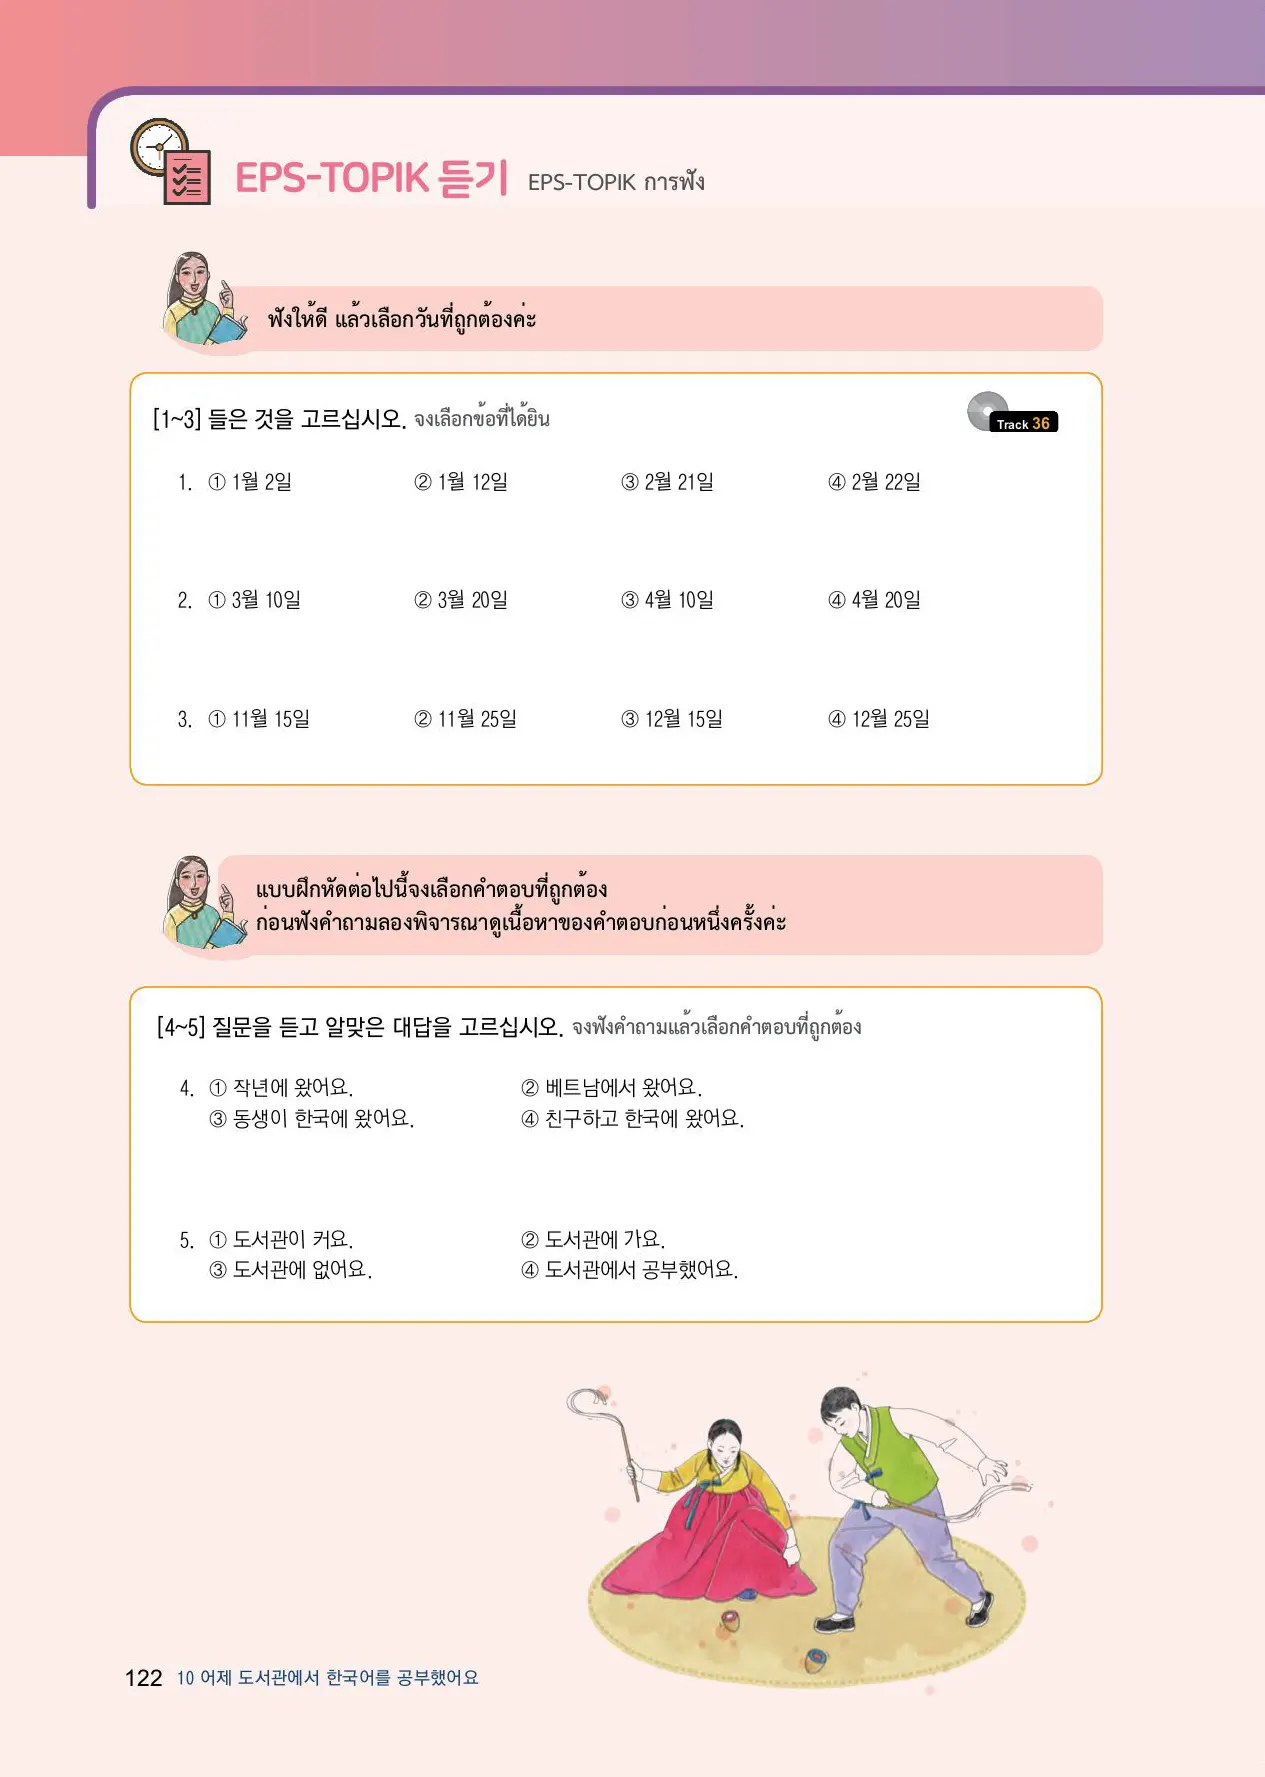 EPS-TOPIK 듣기 EPS-TOPIK การฟัง
ฟังให้ดี แล้วเลือกวันที่ถูกต้องค่ะ
[1~3] 들은 것을 고르십시오. จงเลือกข้อที่ได้ยิน
Track 36
1. ① 1월 2일 ② 1월 12일 ③ 2월 21일 ④ 2월 22일
2. ① 3월 10일 ② 3월 20일 ③ 4월 10일 ④ 4월 20일
3. ① 11월 15일 ② 11월 25일 ③ 12월 15일 ④ 12월 25일
แบบฝึกหัดต่อไปนี้จงเลือกคำตอบที่ถูกต้อง
ก่อนฟังคำถามลองพิจารณาดูเนื้อหาของคำตอบก่อนหนึ่งครั้งค่ะ
[4~5] 질문을 듣고 알맞은 대답을 고르십시오. จงฟังคำถามแล้วเลือกคำตอบที่ถูกต้อง
4. ① 작년에 왔어요. ② 베트남에서 왔어요.
③ 동생이 한국에 왔어요. ④ 친구하고 한국에 왔어요.
5. ① 도서관이 커요. ② 도서관에 가요.
③ 도서관에 없어요. ④ 도서관에서 공부했어요.
122 10 어제 도서관에서 한국어를 공부했어요